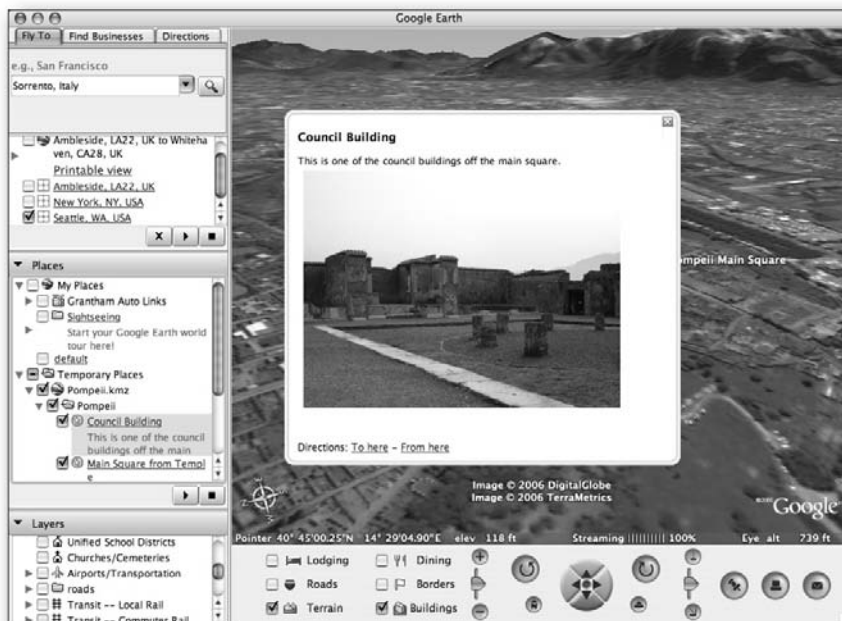 Google Earth
Fly To
Find Businesses
Directions
e.g., San Francisco
Sorrento, Italy
Ambleside, LA22, UK to Whiteha
ven, CA28, UK
Printable view
Ambleside, LA22, UK
New York, NY, USA
Seattle, WA, USA
Places
My Places
Grantham Auto Links
Sightseeing
Start your Google Earth world
tour here!
default
Temporary Places
Pompeii.kmz
Pompeii
Council Building
This is one of the council
buildings off the main
Main Square from Templ
e
Layers
Unified School Districts
Churches/Cemeteries
Airports/Transportation
roads
Transit -- Local Rail
Transit -- Commuter Rail
Council Building
This is one of the council buildings off the main square.
Directions: To here – From here
ompeii Main Square
Image © 2006 DigitalGlobe
Image © 2006 TerraMetrics
Google
Pointer 40° 45'00.25"N 14° 29'04.90"E elev 118 ft Streaming |||||||||| 100% Eye alt 739 ft
Lodging
Dining
Roads
Borders
Terrain
Buildings